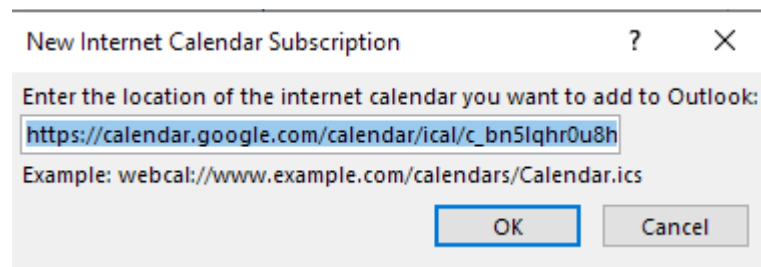 New Internet Calendar Subscription ? X
Enter the location of the internet calendar you want to add to Outlook:
https://calendar.google.com/calendar/ical/c_bn5lqhr0u8h
Example: webcal://www.example.com/calendars/Calendar.ics
OK Cancel